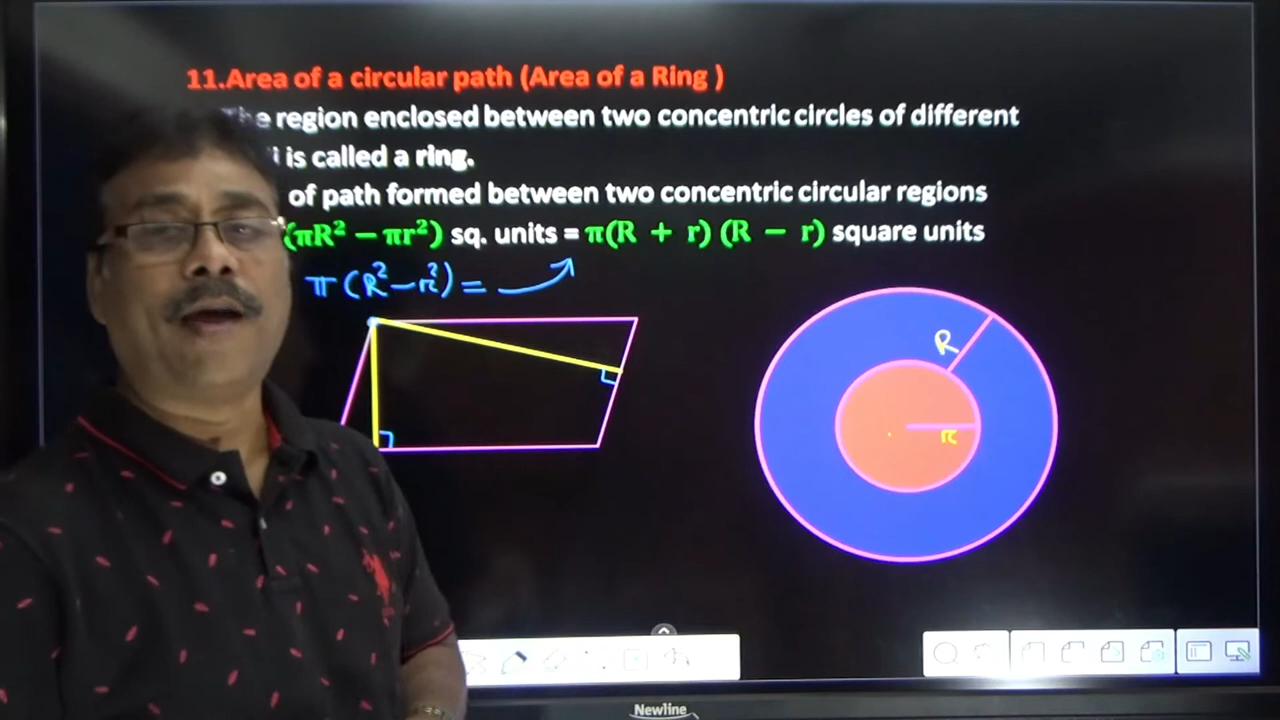 11.Area of a circular path (Area of a Ring )
The region enclosed between two concentric circles of different
is called a ring.
of path formed between two concentric circular regions
(πR² − πr²) sq. units = π(R + r) (R − r) square units
π (R² − r²) =
R
r
Newline